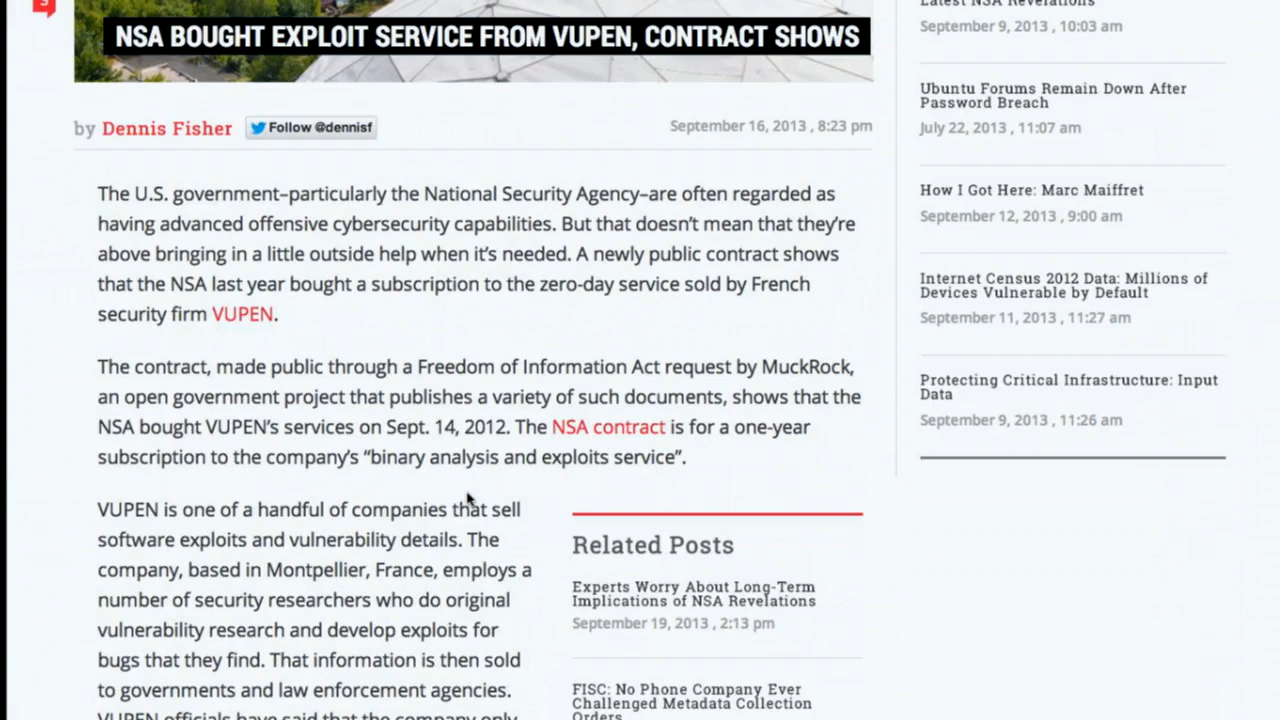 3
NSA BOUGHT EXPLOIT SERVICE FROM VUPEN, CONTRACT SHOWS
by Dennis Fisher Follow @dennisf September 16, 2013 , 8:23 pm
The U.S. government–particularly the National Security Agency–are often regarded as
having advanced offensive cybersecurity capabilities. But that doesn't mean that they're
above bringing in a little outside help when it's needed. A newly public contract shows
that the NSA last year bought a subscription to the zero-day service sold by French
security firm VUPEN.
The contract, made public through a Freedom of Information Act request by MuckRock,
an open government project that publishes a variety of such documents, shows that the
NSA bought VUPEN's services on Sept. 14, 2012. The NSA contract is for a one-year
subscription to the company's “binary analysis and exploits service”.
VUPEN is one of a handful of companies that sell
software exploits and vulnerability details. The
company, based in Montpellier, France, employs a
number of security researchers who do original
vulnerability research and develop exploits for
bugs that they find. That information is then sold
to governments and law enforcement agencies.
VUPEN officials have said that the company only
Related Posts
Experts Worry About Long-Term
Implications of NSA Revelations
September 19, 2013 , 2:13 pm
FISC: No Phone Company Ever
Challenged Metadata Collection
Orders
Latest NSA Revelations
September 9, 2013 , 10:03 am
Ubuntu Forums Remain Down After
Password Breach
July 22, 2013 , 11:07 am
How I Got Here: Marc Maiffret
September 12, 2013 , 9:00 am
Internet Census 2012 Data: Millions of
Devices Vulnerable by Default
September 11, 2013 , 11:27 am
Protecting Critical Infrastructure: Input
Data
September 9, 2013 , 11:26 am